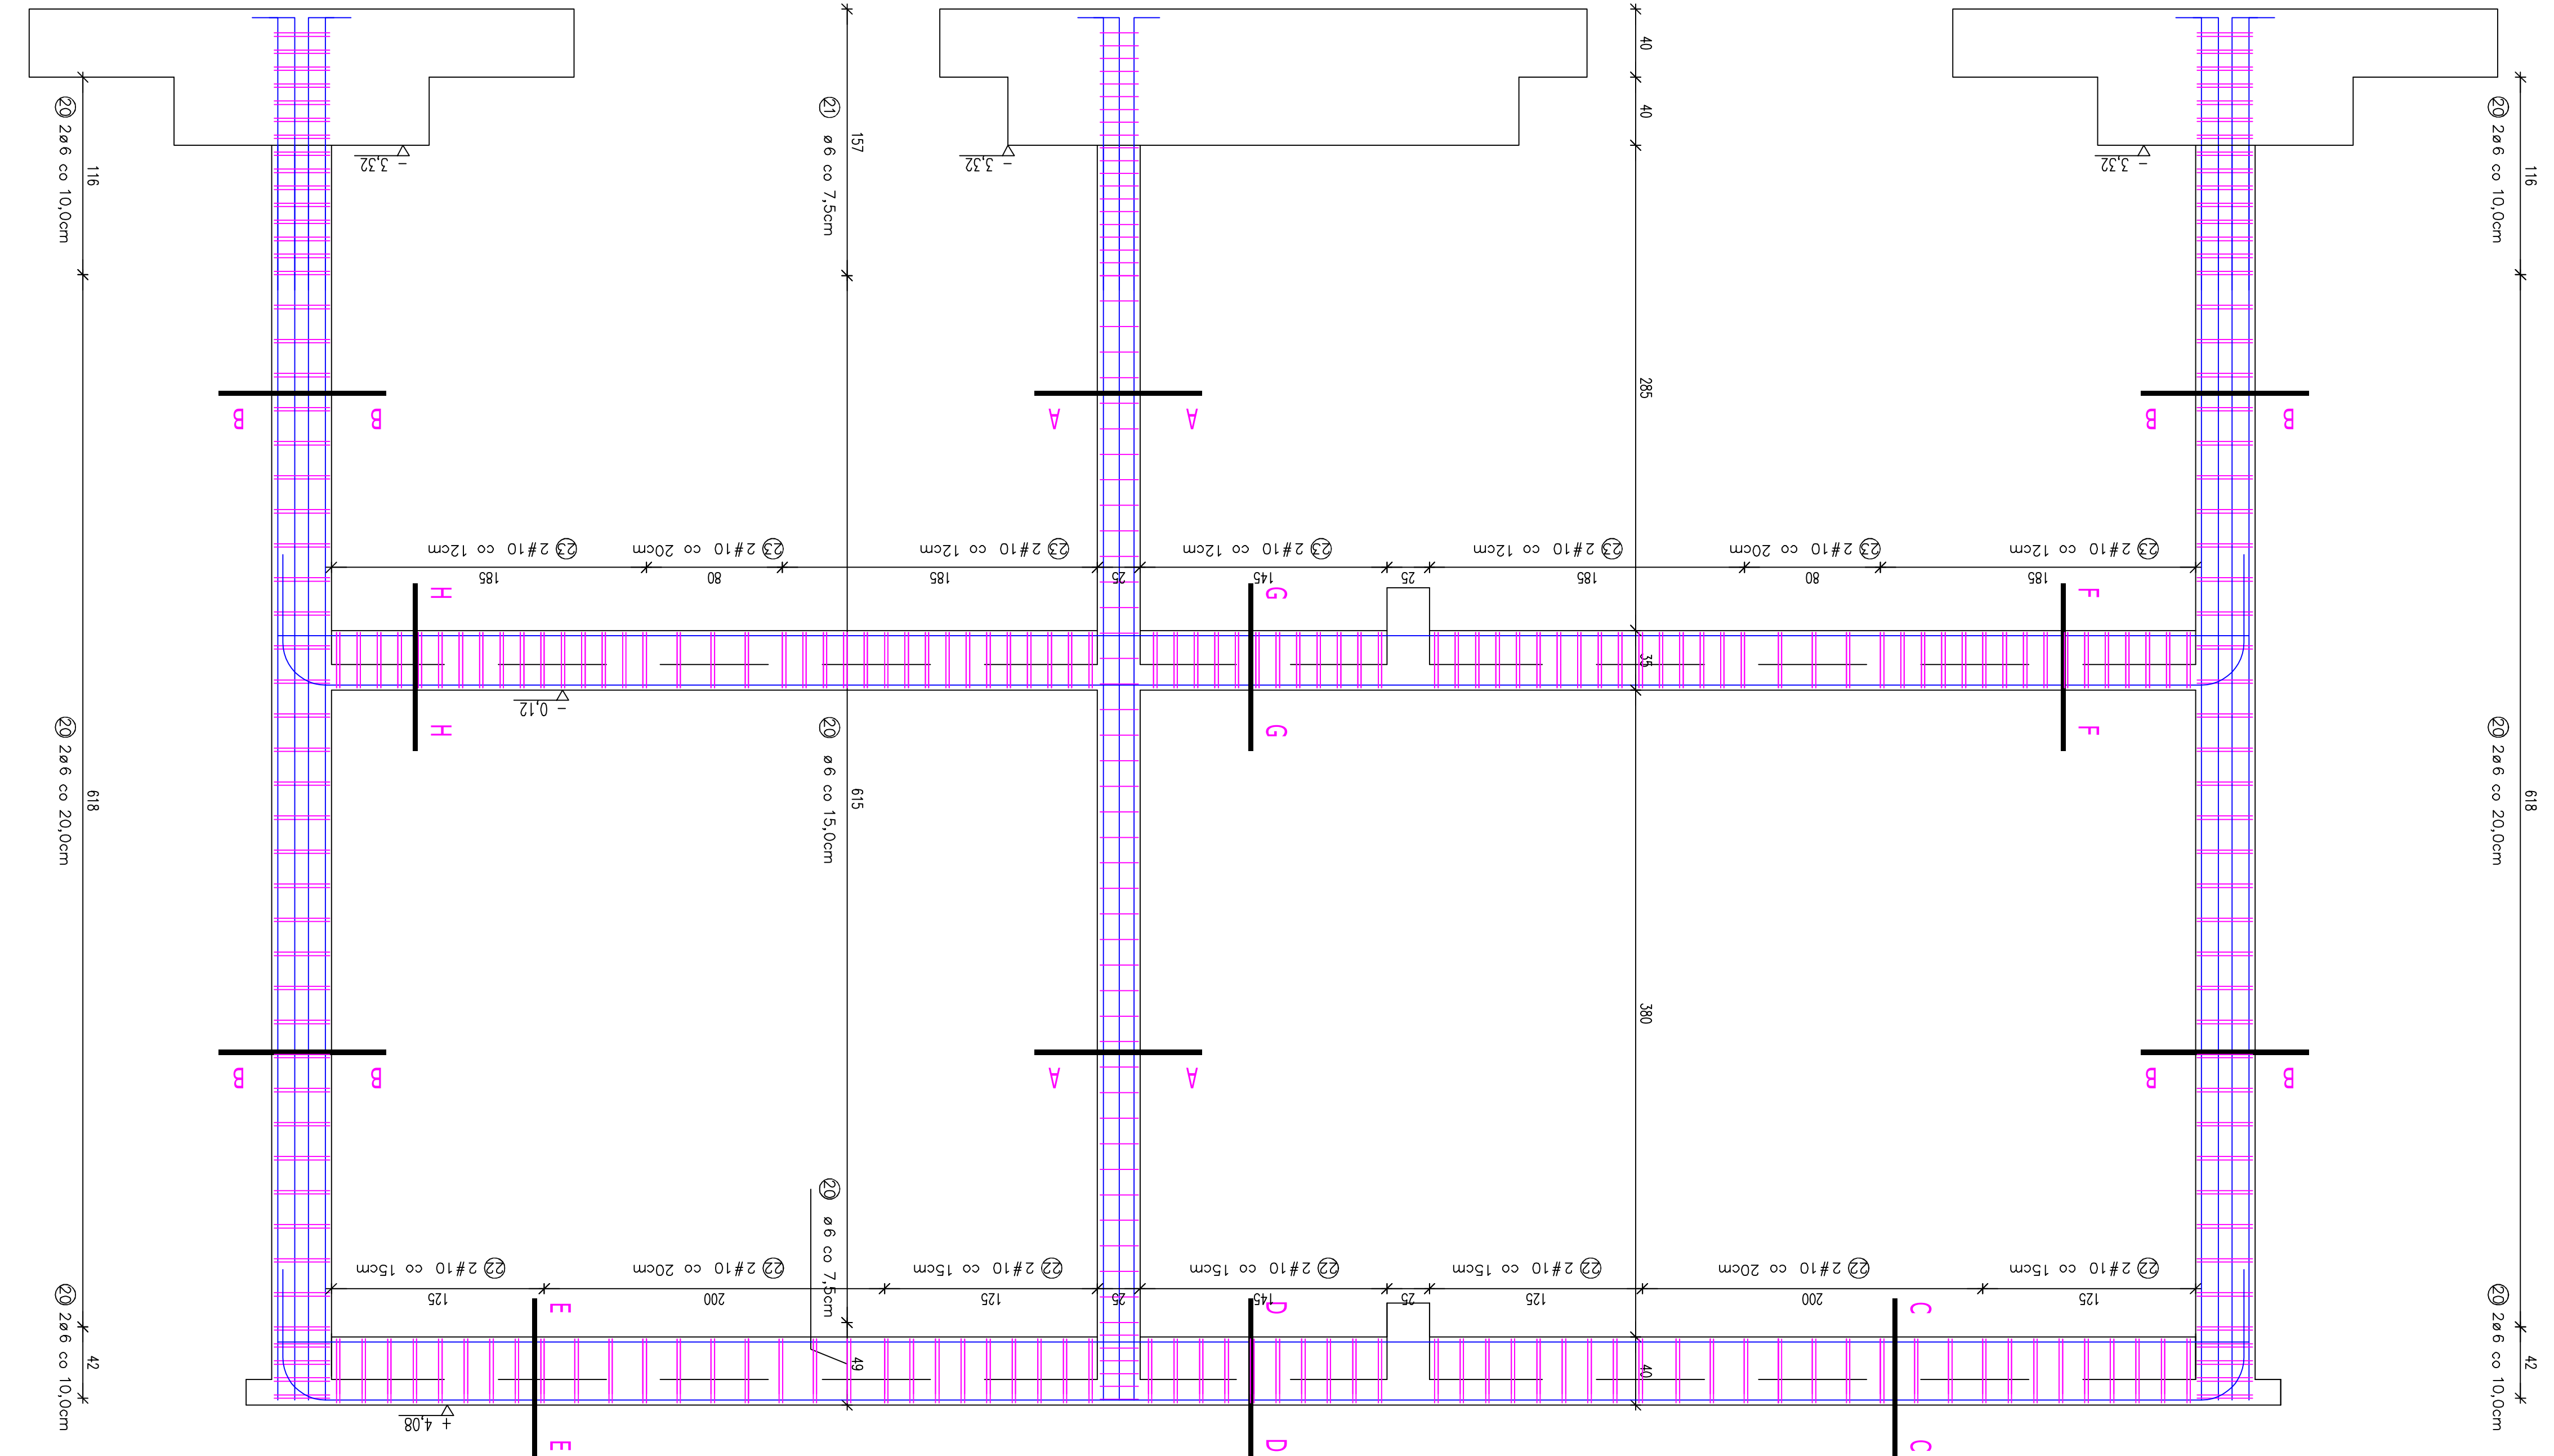 40
20 2ø6 co 10,0cm
116
21 ø6 co 7,5cm
157
40
20 2ø6 co 10,0cm
116
- 3,32
- 3,32
- 3,32
285
B B
A A
B B
23 2#10 co 12cm
23 2#10 co 20cm
23 2#10 co 12cm
23 2#10 co 12cm
23 2#10 co 12cm
23 2#10 co 20cm
23 2#10 co 12cm
185
80
185
25
145
25
185
80
185
H
G
F
35
- 0,12
H
G
F
20 2ø6 co 20,0cm
618
20 ø6 co 15,0cm
615
20 2ø6 co 20,0cm
618
380
B B
A A
B B
20 ø6 co 7,5cm
22 2#10 co 15cm
22 2#10 co 20cm
22 2#10 co 15cm
22 2#10 co 15cm
22 2#10 co 15cm
22 2#10 co 20cm
22 2#10 co 15cm
125
200
125
25
145
25
125
200
125
E
D
C
20 2ø6 co 10,0cm
42
49
40
20 2ø6 co 10,0cm
42
+ 4,08
E
D
C